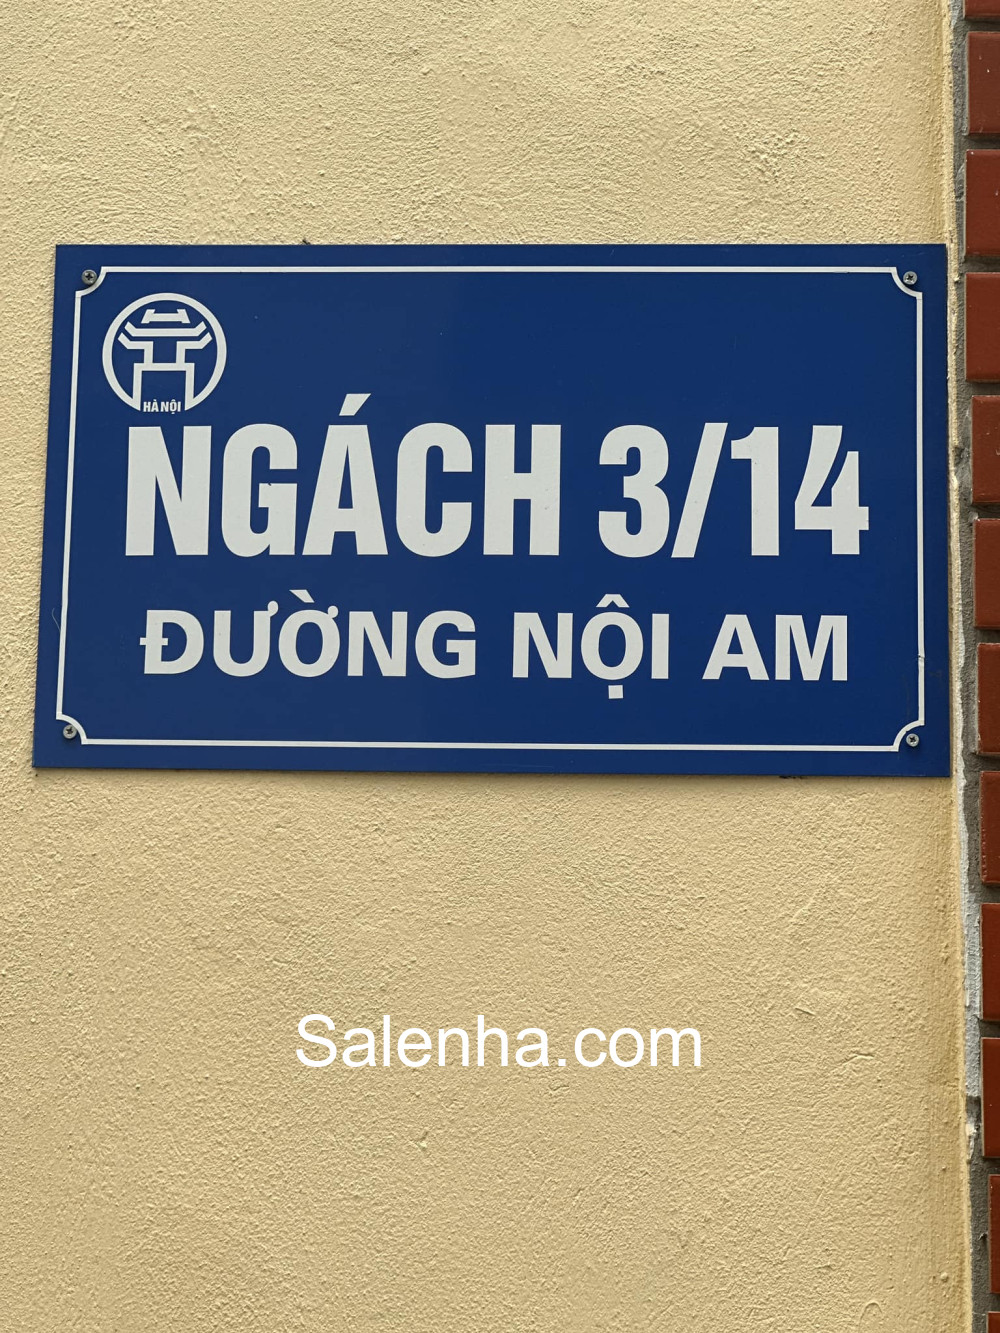 HÀ NỘI
NGÁCH 3/14
ĐƯỜNG NỘI AM
Salenha.com